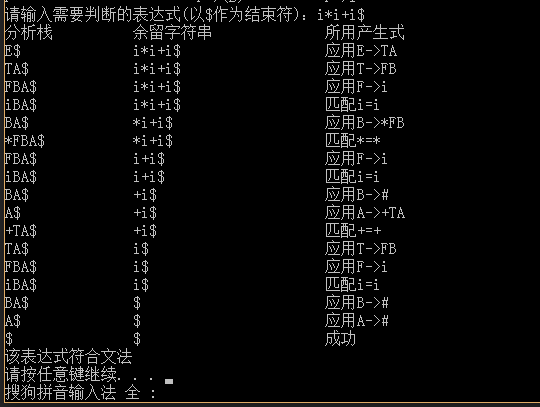 请输入需要判断的表达式(以$作为结束符): i*i+i$
分析栈 余留字符串 所用产生式
E$ i*i+i$ 应用E->TA
TA$ i*i+i$ 应用T->FB
FBA$ i*i+i$ 应用F->i
iBA$ i*i+i$ 匹配i=i
BA$ *i+i$ 应用B->*FB
*FBA$ *i+i$ 匹配*=*
FBA$ i+i$ 应用F->i
iBA$ i+i$ 匹配i=i
BA$ +i$ 应用B->#
A$ +i$ 应用A->+TA
+TA$ +i$ 匹配+=+
TA$ i$ 应用T->FB
FBA$ i$ 应用F->i
iBA$ i$ 匹配i=i
BA$ $ 应用B->#
A$ $ 应用A->#
$ $ 成功
该表达式符合文法
请按任意键继续. . .
搜狗拼音输入法 全 :